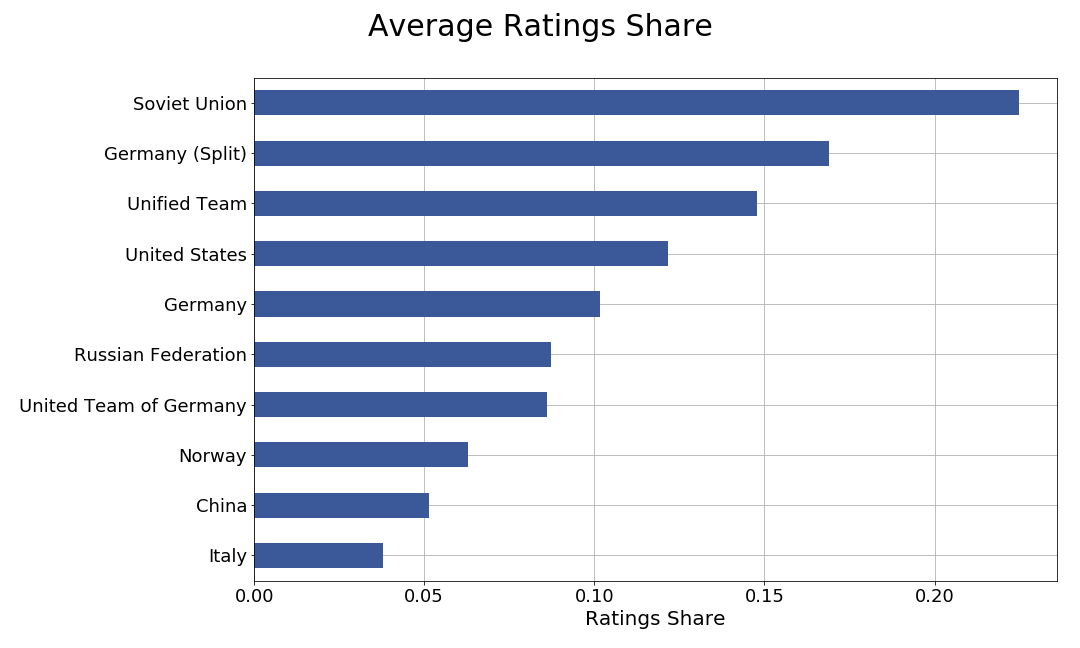 Average Ratings Share
Soviet Union
Germany (Split)
Unified Team
United States
Germany
Russian Federation
United Team of Germany
Norway
China
Italy
0.00 0.05 0.10 0.15 0.20
Ratings Share